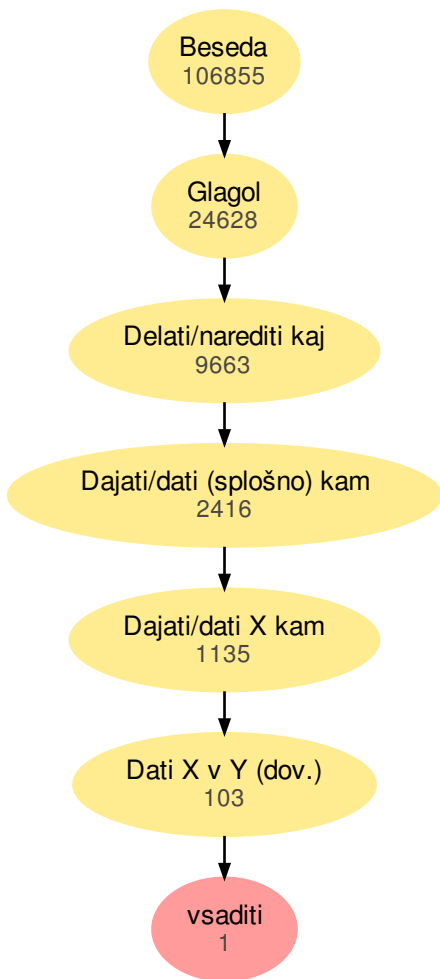 Beseda
106855
Glagol
24628
Delati/narediti kaj
9663
Dajati/dati (splošno) kam
2416
Dajati/dati X kam
1135
Dati X v Y (dov.)
103
vsaditi
1